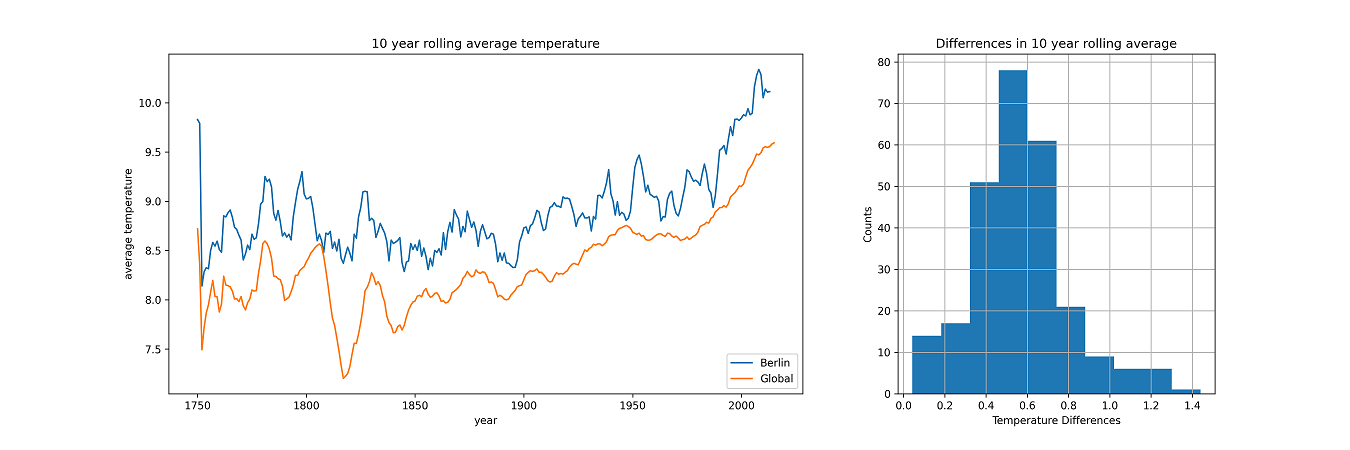 10 year rolling average temperature
average temperature
10.0
9.5
9.0
8.5
8.0
7.5
1750 1800 1850 1900 1950 2000
year
Berlin
Global
Differrences in 10 year rolling average
Counts
80
70
60
50
40
30
20
10
0
0.0 0.2 0.4 0.6 0.8 1.0 1.2 1.4
Temperature Differences